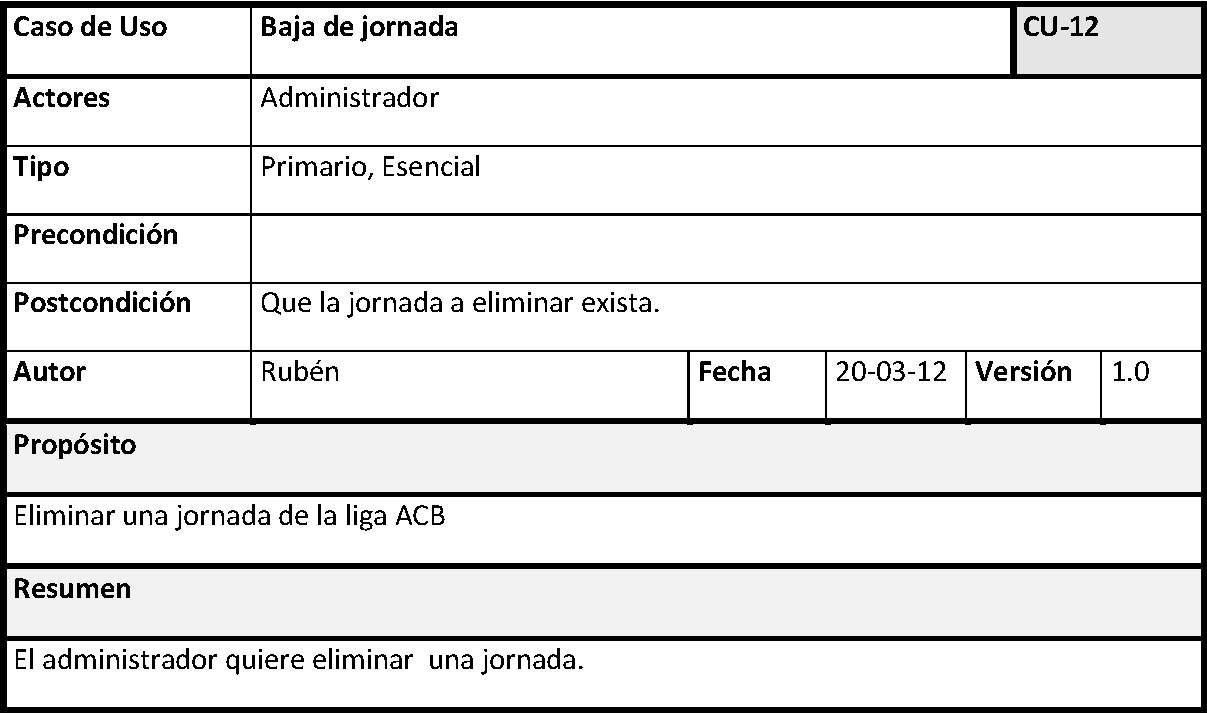 Caso de Uso Baja de jornada CU-12
Actores Administrador
Tipo Primario, Esencial
Precondición
Postcondición Que la jornada a eliminar exista.
Autor Rubén Fecha 20-03-12 Versión 1.0
Propósito
Eliminar una jornada de la liga ACB
Resumen
El administrador quiere eliminar  una jornada.